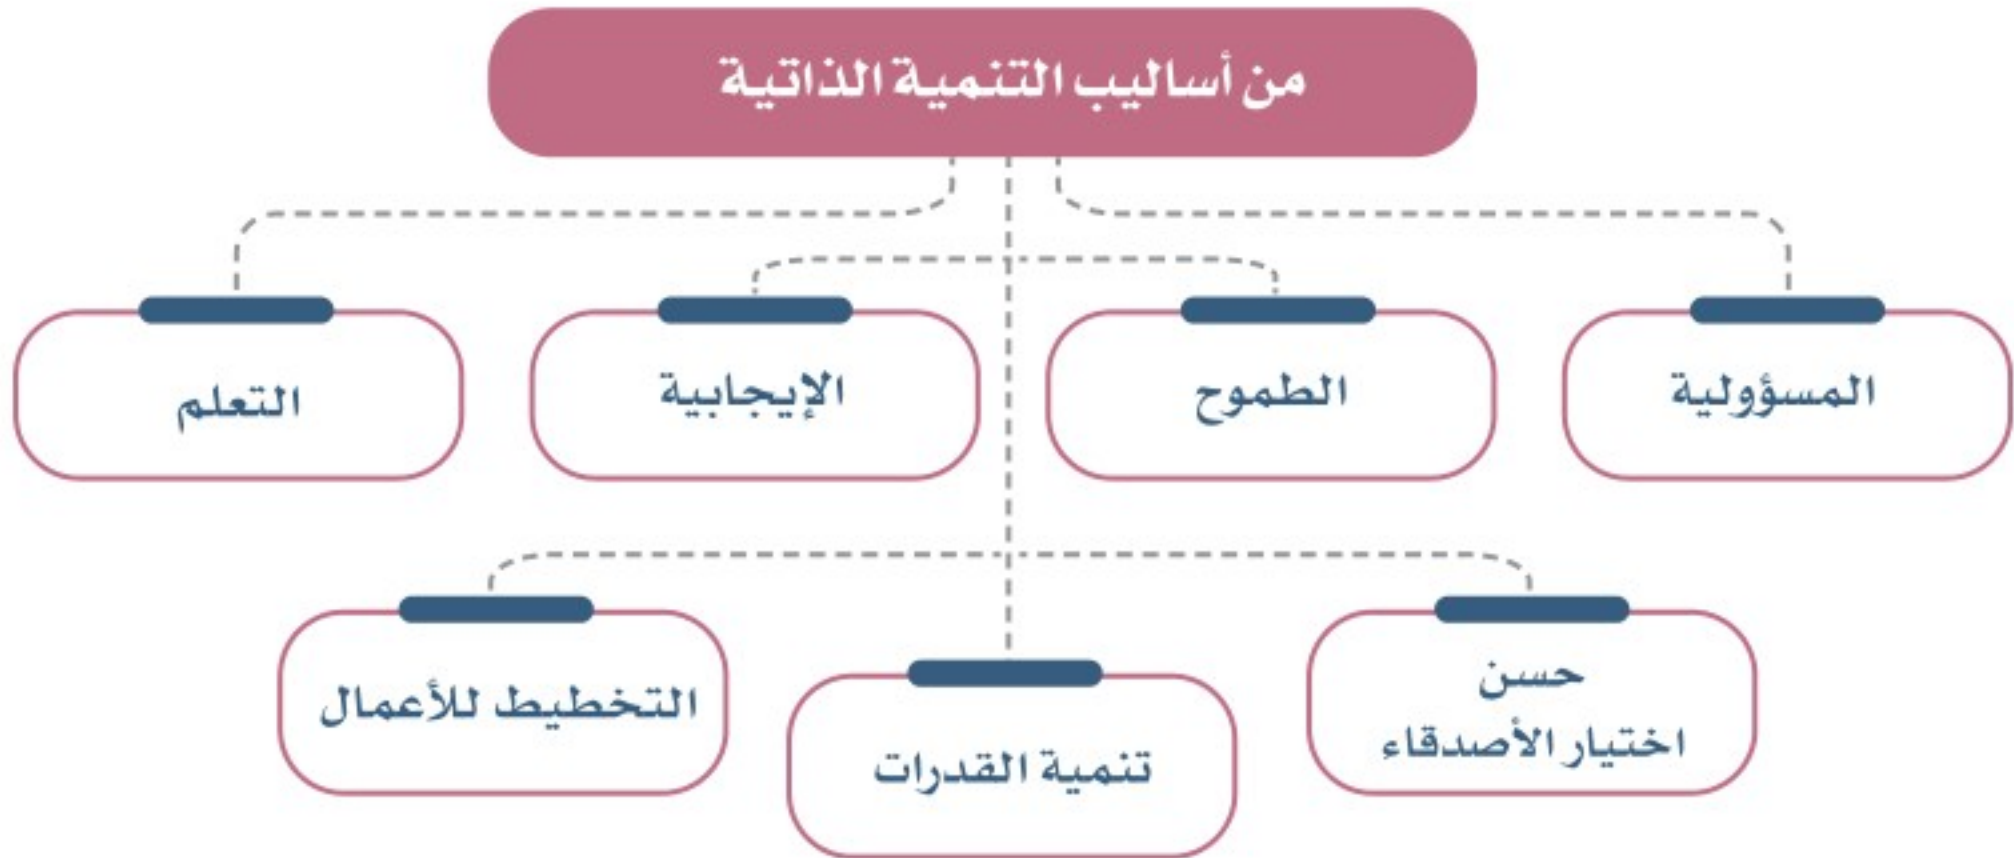 من أساليب التنمية الذاتية
المسؤولية
الطموح
الإيجابية
التعلم
حسن
اختيار الأصدقاء
تنمية القدرات
التخطيط للأعمال